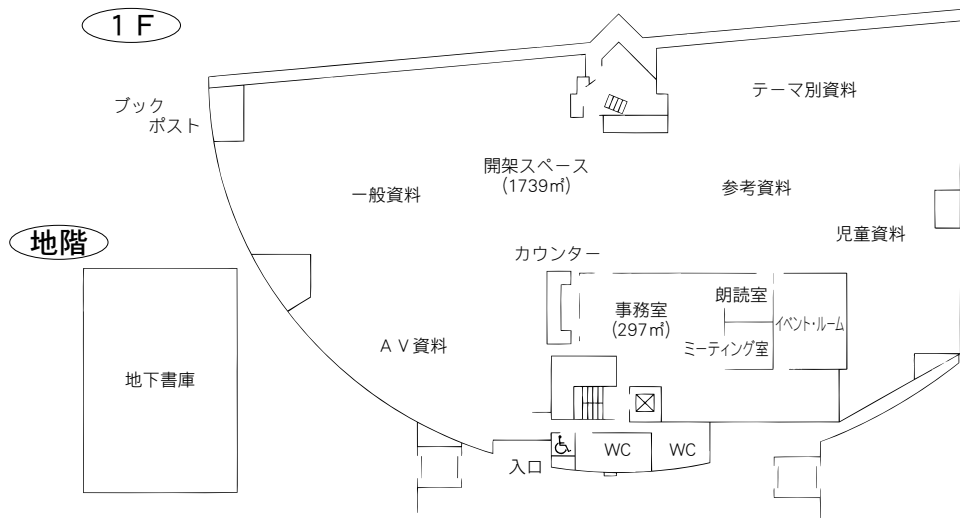 １Ｆ
テーマ別資料
ブック
ポスト
開架スペース
(1739㎡)
一般資料
参考資料
児童資料
地階
カウンター
事務室
(297㎡)
朗読室
イベント・ルーム
ミーティング室
ＡＶ資料
地下書庫
WC
WC
入口